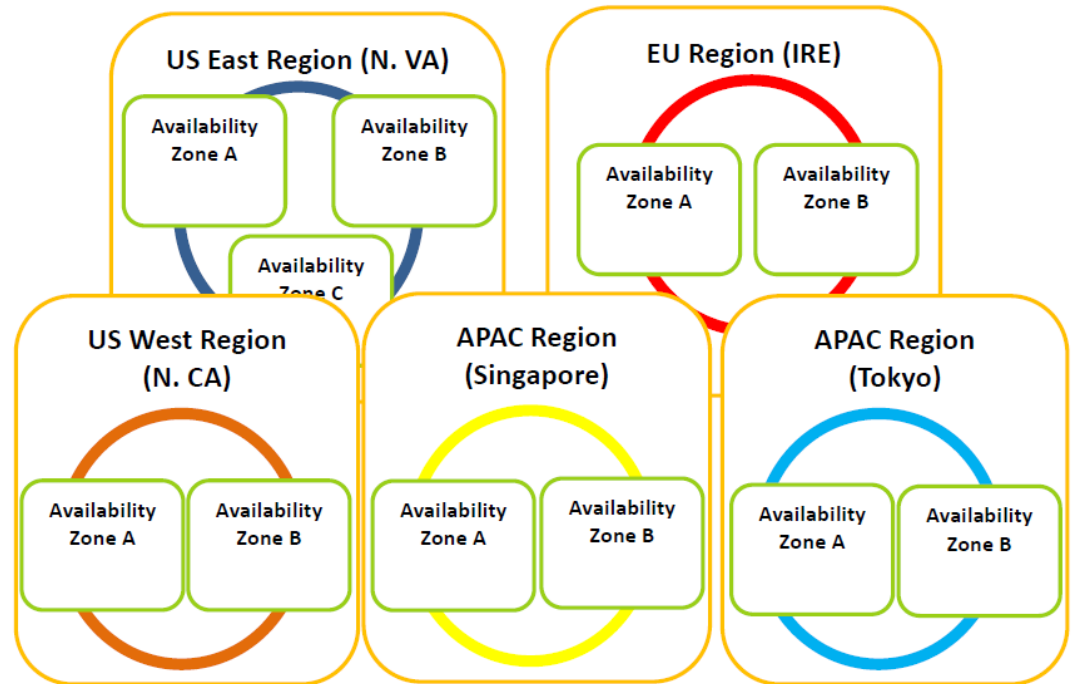 US East Region (N. VA)
Availability
Zone A
Availability
Zone B
Availability
Zone C
EU Region (IRE)
Availability
Zone A
Availability
Zone B
US West Region
(N. CA)
Availability
Zone A
Availability
Zone B
APAC Region
(Singapore)
Availability
Zone A
Availability
Zone B
APAC Region
(Tokyo)
Availability
Zone A
Availability
Zone B